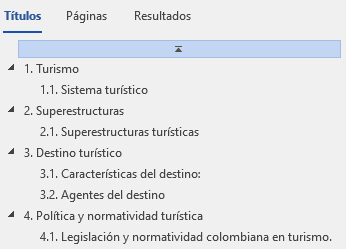 Títulos Páginas Resultados
1. Turismo
1.1. Sistema turístico
2. Superestructuras
2.1. Superestructuras turísticas
3. Destino turístico
3.1. Características del destino:
3.2. Agentes del destino
4. Política y normatividad turística
4.1. Legislación y normatividad colombiana en turismo.